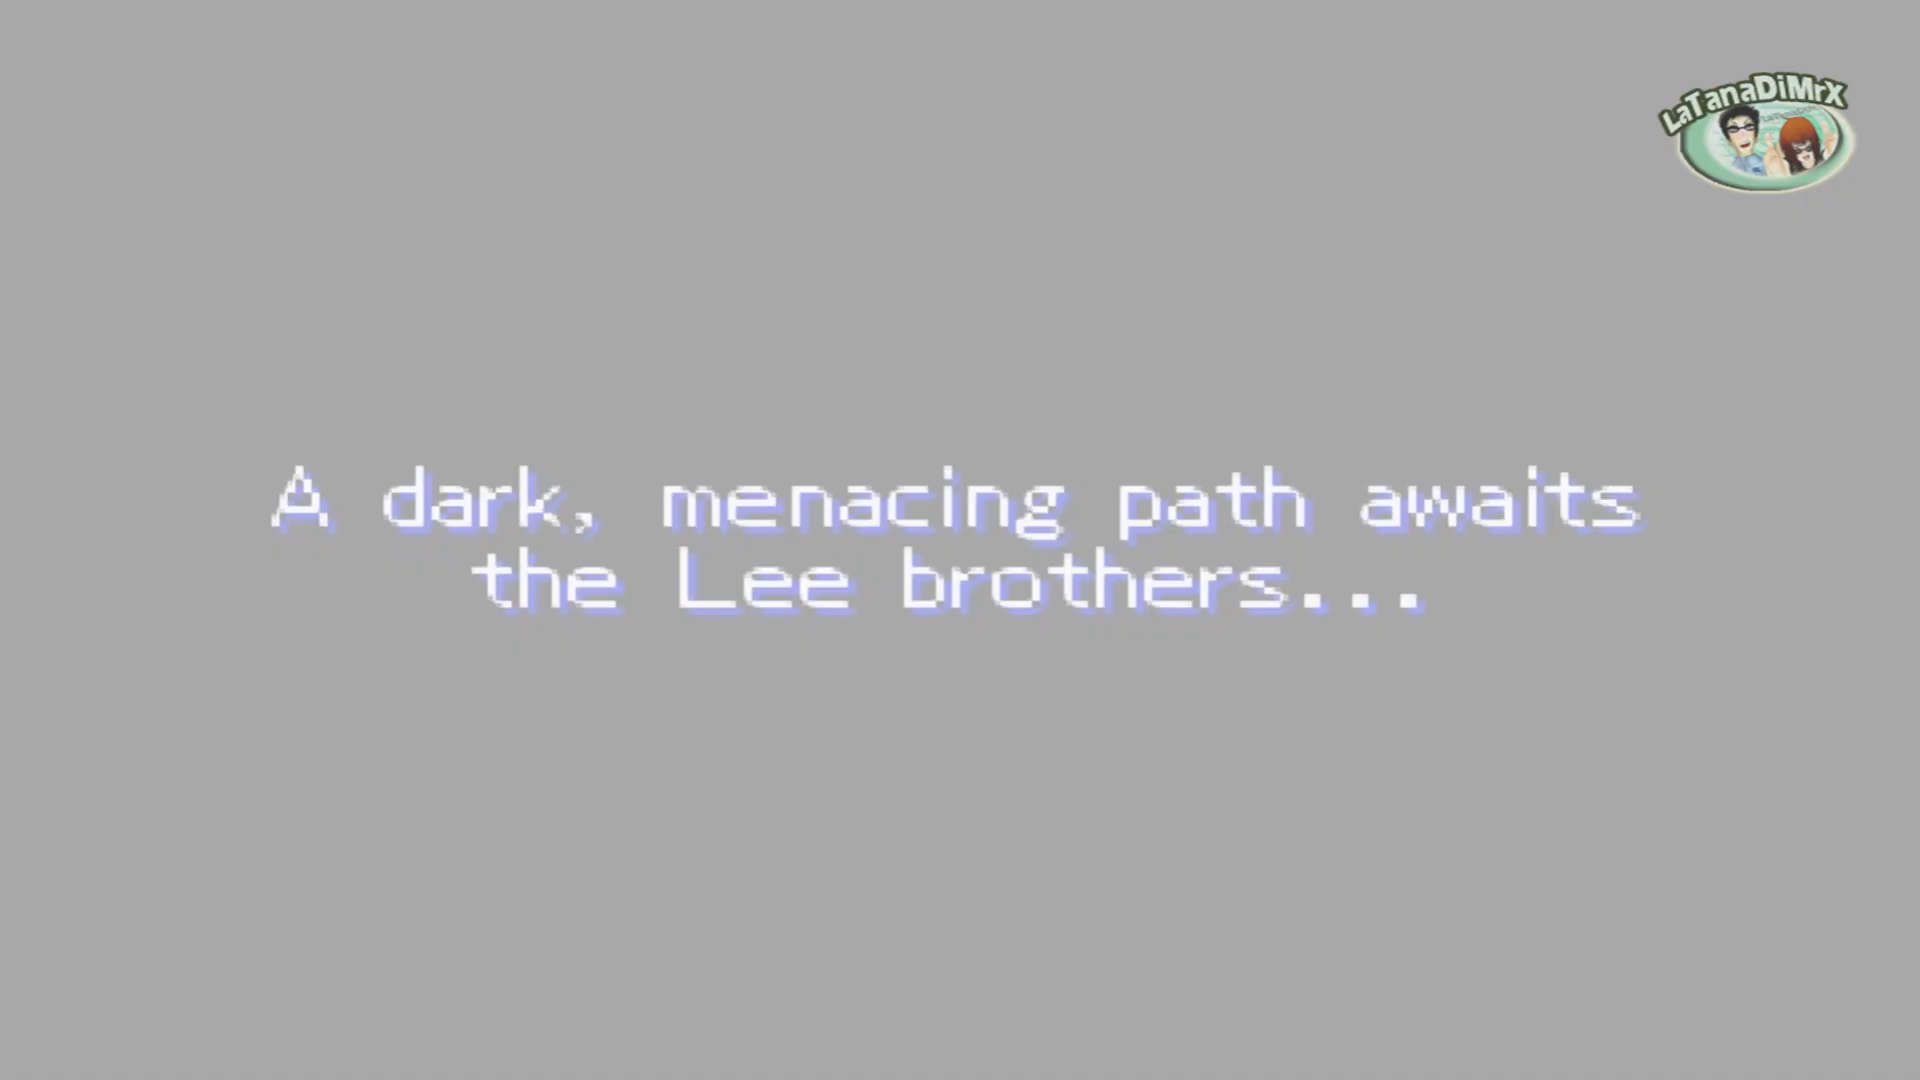 LaTanaDiMrX
A dark, menacing path awaits
the Lee brothers...